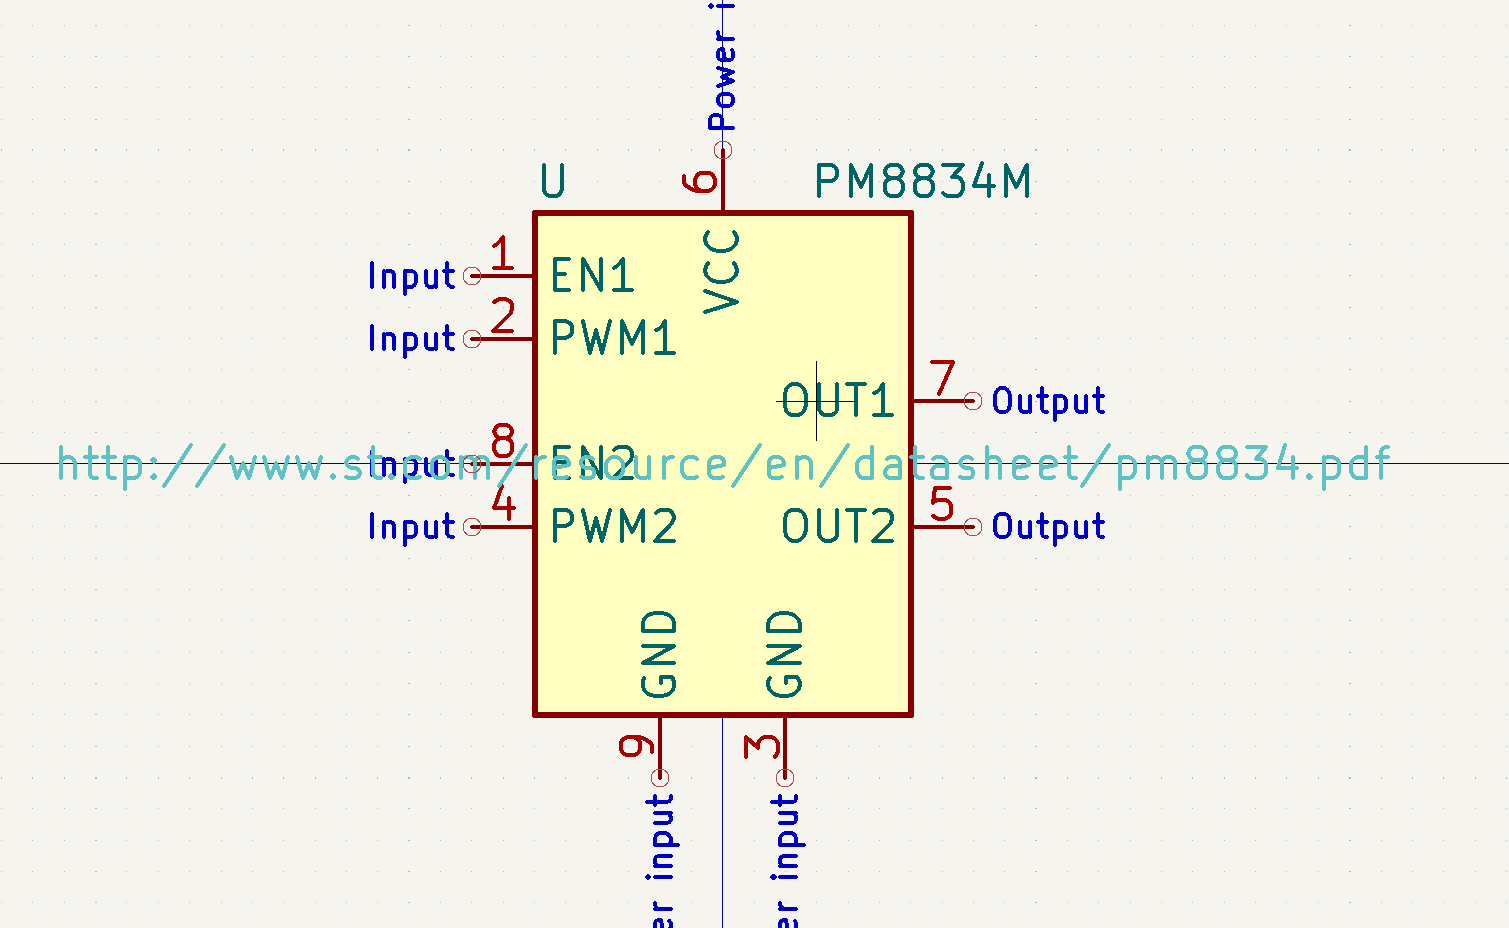 Power i
U
6
PM8834M
VCC
Input
1
EN1
Input
2
PWM1
OUT1
7
Output
Input
8
EN2
http://www.st.com/resource/en/datasheet/pm8834.pdf
Input
4
PWM2
OUT2
5
Output
GND
GND
9
3
er input
er input